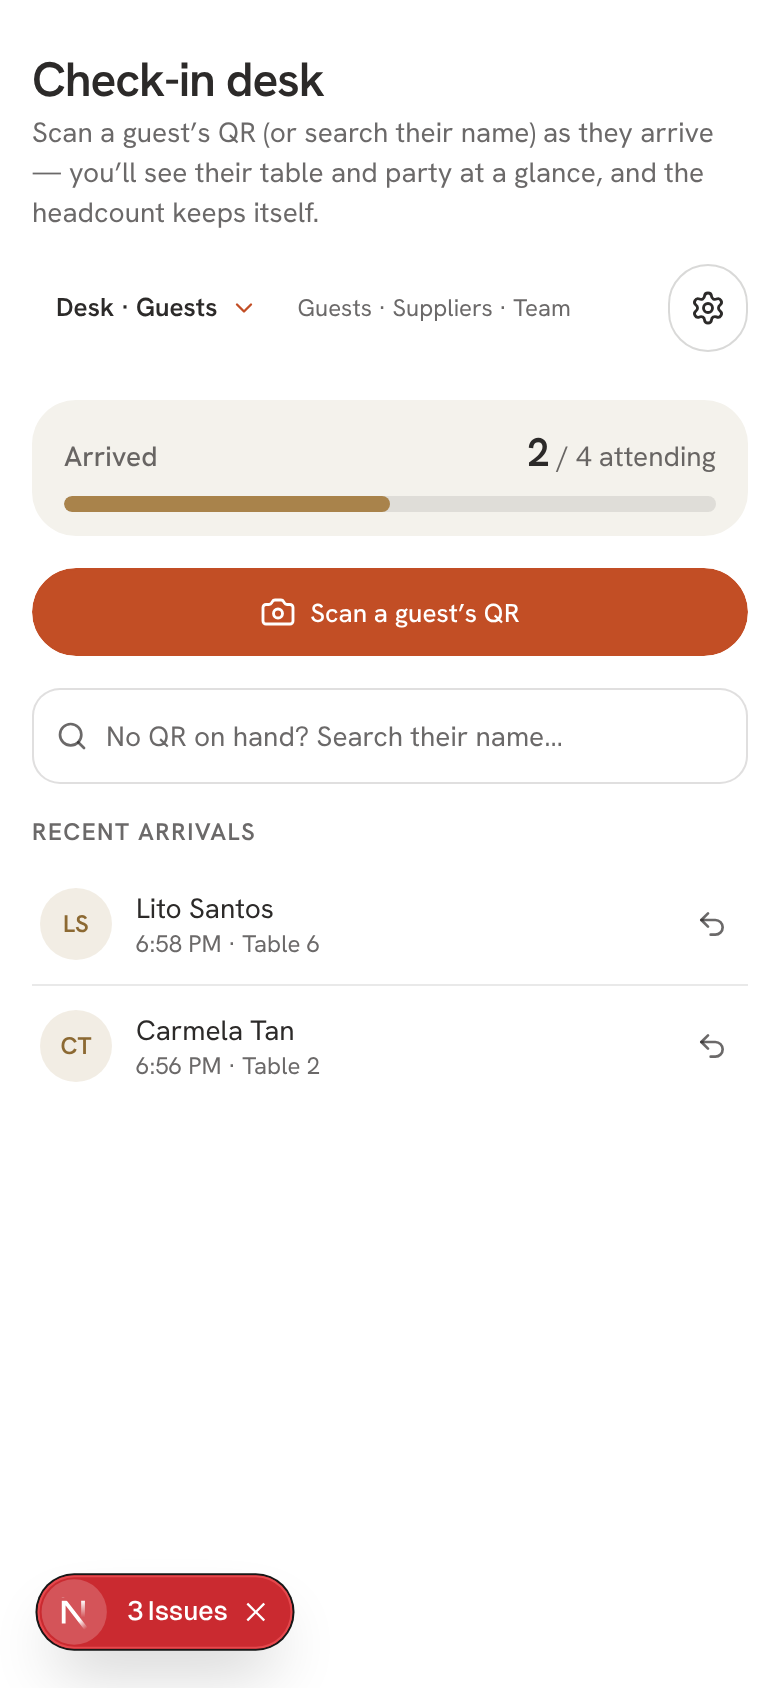 Check-in desk
Scan a guest’s QR (or search their name) as they arrive
— you’ll see their table and party at a glance, and the
headcount keeps itself.
Desk · Guests
Guests · Suppliers · Team
Arrived
2 / 4 attending
Scan a guest’s QR
No QR on hand? Search their name…
RECENT ARRIVALS
LS
Lito Santos
6:58 PM · Table 6
CT
Carmela Tan
6:56 PM · Table 2
N
3 Issues